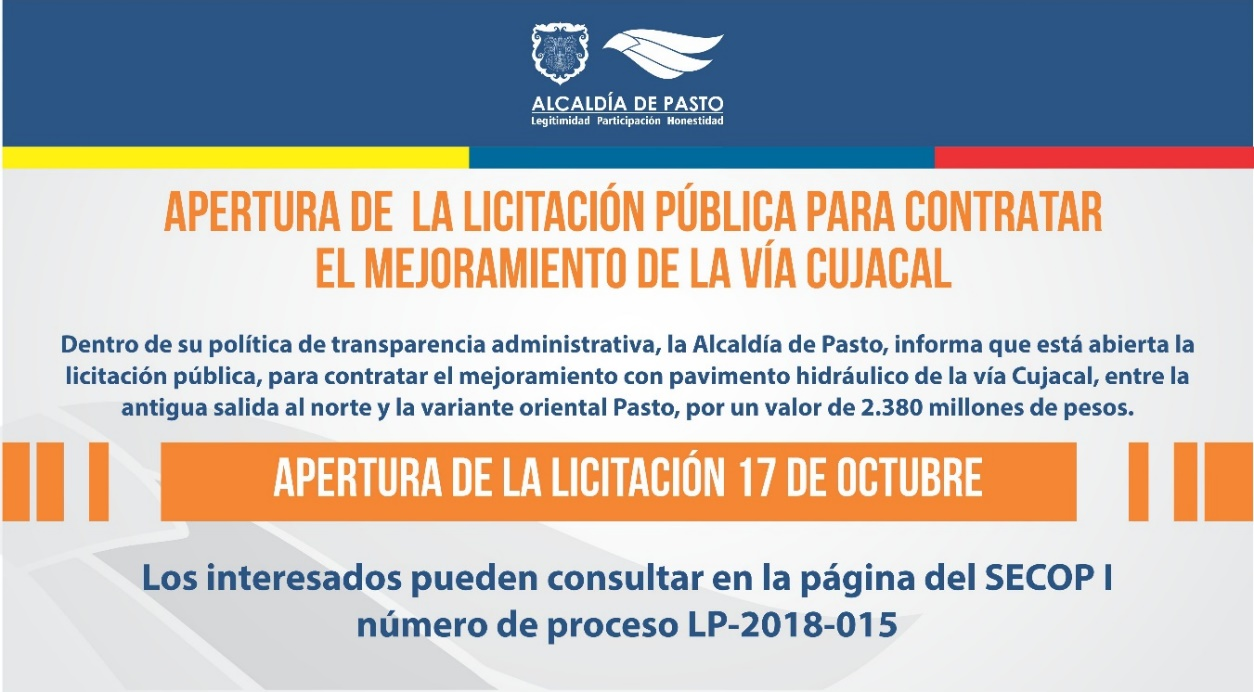 ALCALDÍA DE PASTO
Legitimidad Participación Honestidad
APERTURA DE LA LICITACIÓN PÚBLICA PARA CONTRATAR
EL MEJORAMIENTO DE LA VÍA CUJACAL
Dentro de su política de transparencia administrativa, la Alcaldía de Pasto, informa que está abierta la
licitación pública, para contratar el mejoramiento con pavimento hidráulico de la vía Cujacal, entre la
antigua salida al norte y la variante oriental Pasto, por un valor de 2.380 millones de pesos.
APERTURA DE LA LICITACIÓN 17 DE OCTUBRE
Los interesados pueden consultar en la página del SECOP I
número de proceso LP-2018-015